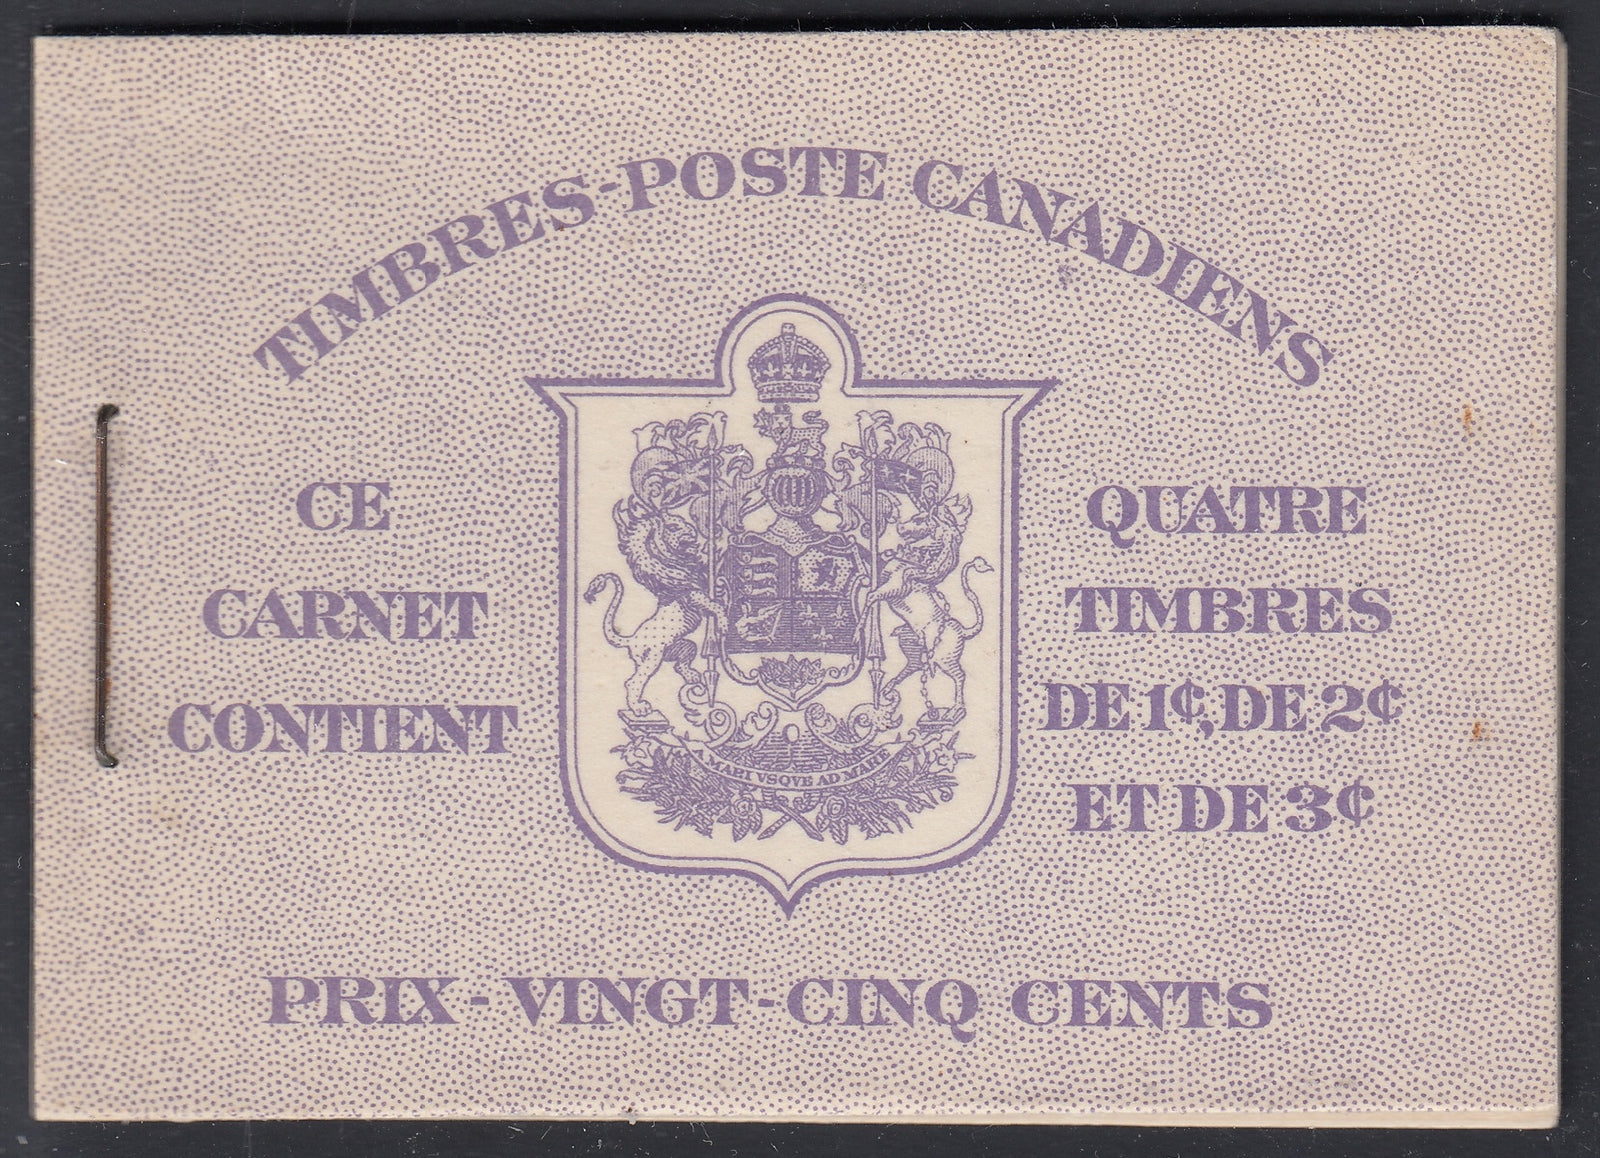 TIMBRES-POSTE CANADIENS
CE
CARNET
CONTIENT
QUATRE
TIMBRES
DE 1¢, DE 2¢
ET DE 3¢
A MARI VSQVE AD MARE
PRIX - VINGT - CINQ CENTS